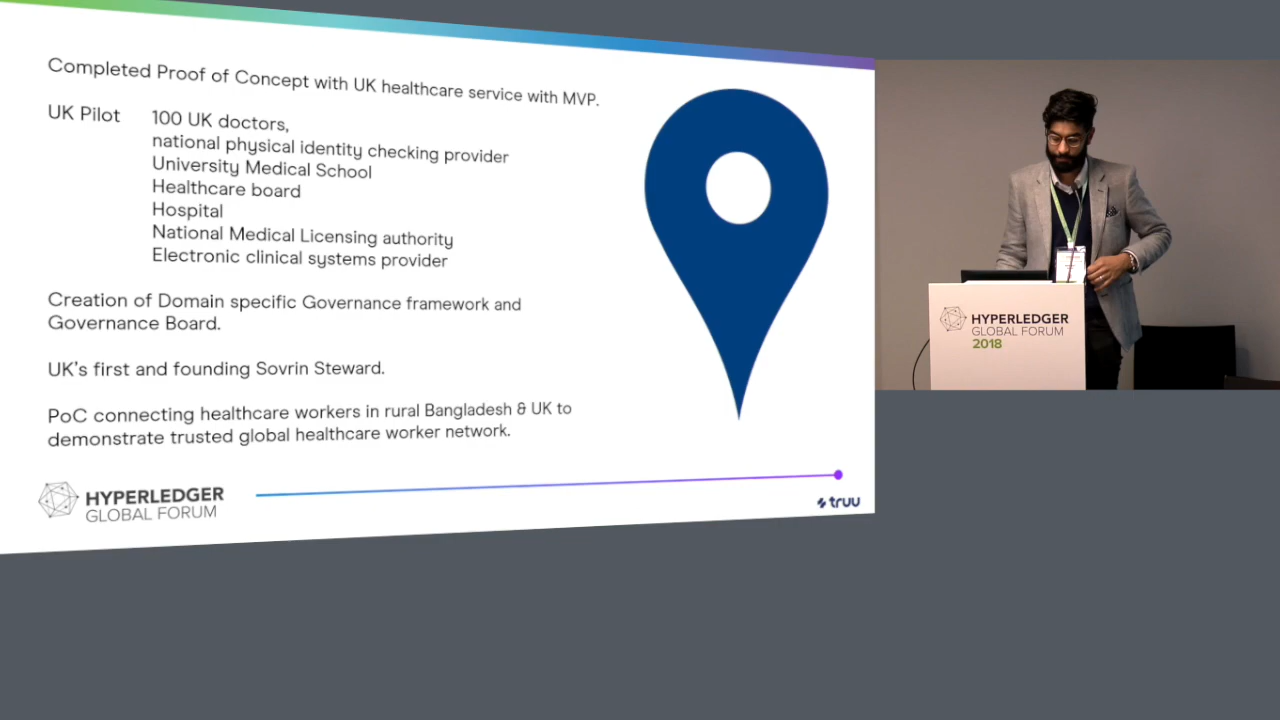 Completed Proof of Concept with UK healthcare service with MVP.
UK Pilot
100 UK doctors,
national physical identity checking provider
University Medical School
Healthcare board
Hospital
National Medical Licensing authority
Electronic clinical systems provider
Creation of Domain specific Governance framework and
Governance Board.
UK's first and founding Sovrin Steward.
PoC connecting healthcare workers in rural Bangladesh & UK to
demonstrate trusted global healthcare worker network.
HYPERLEDGER
GLOBAL FORUM
truu
HYPERLEDGER
GLOBAL FORUM
2018